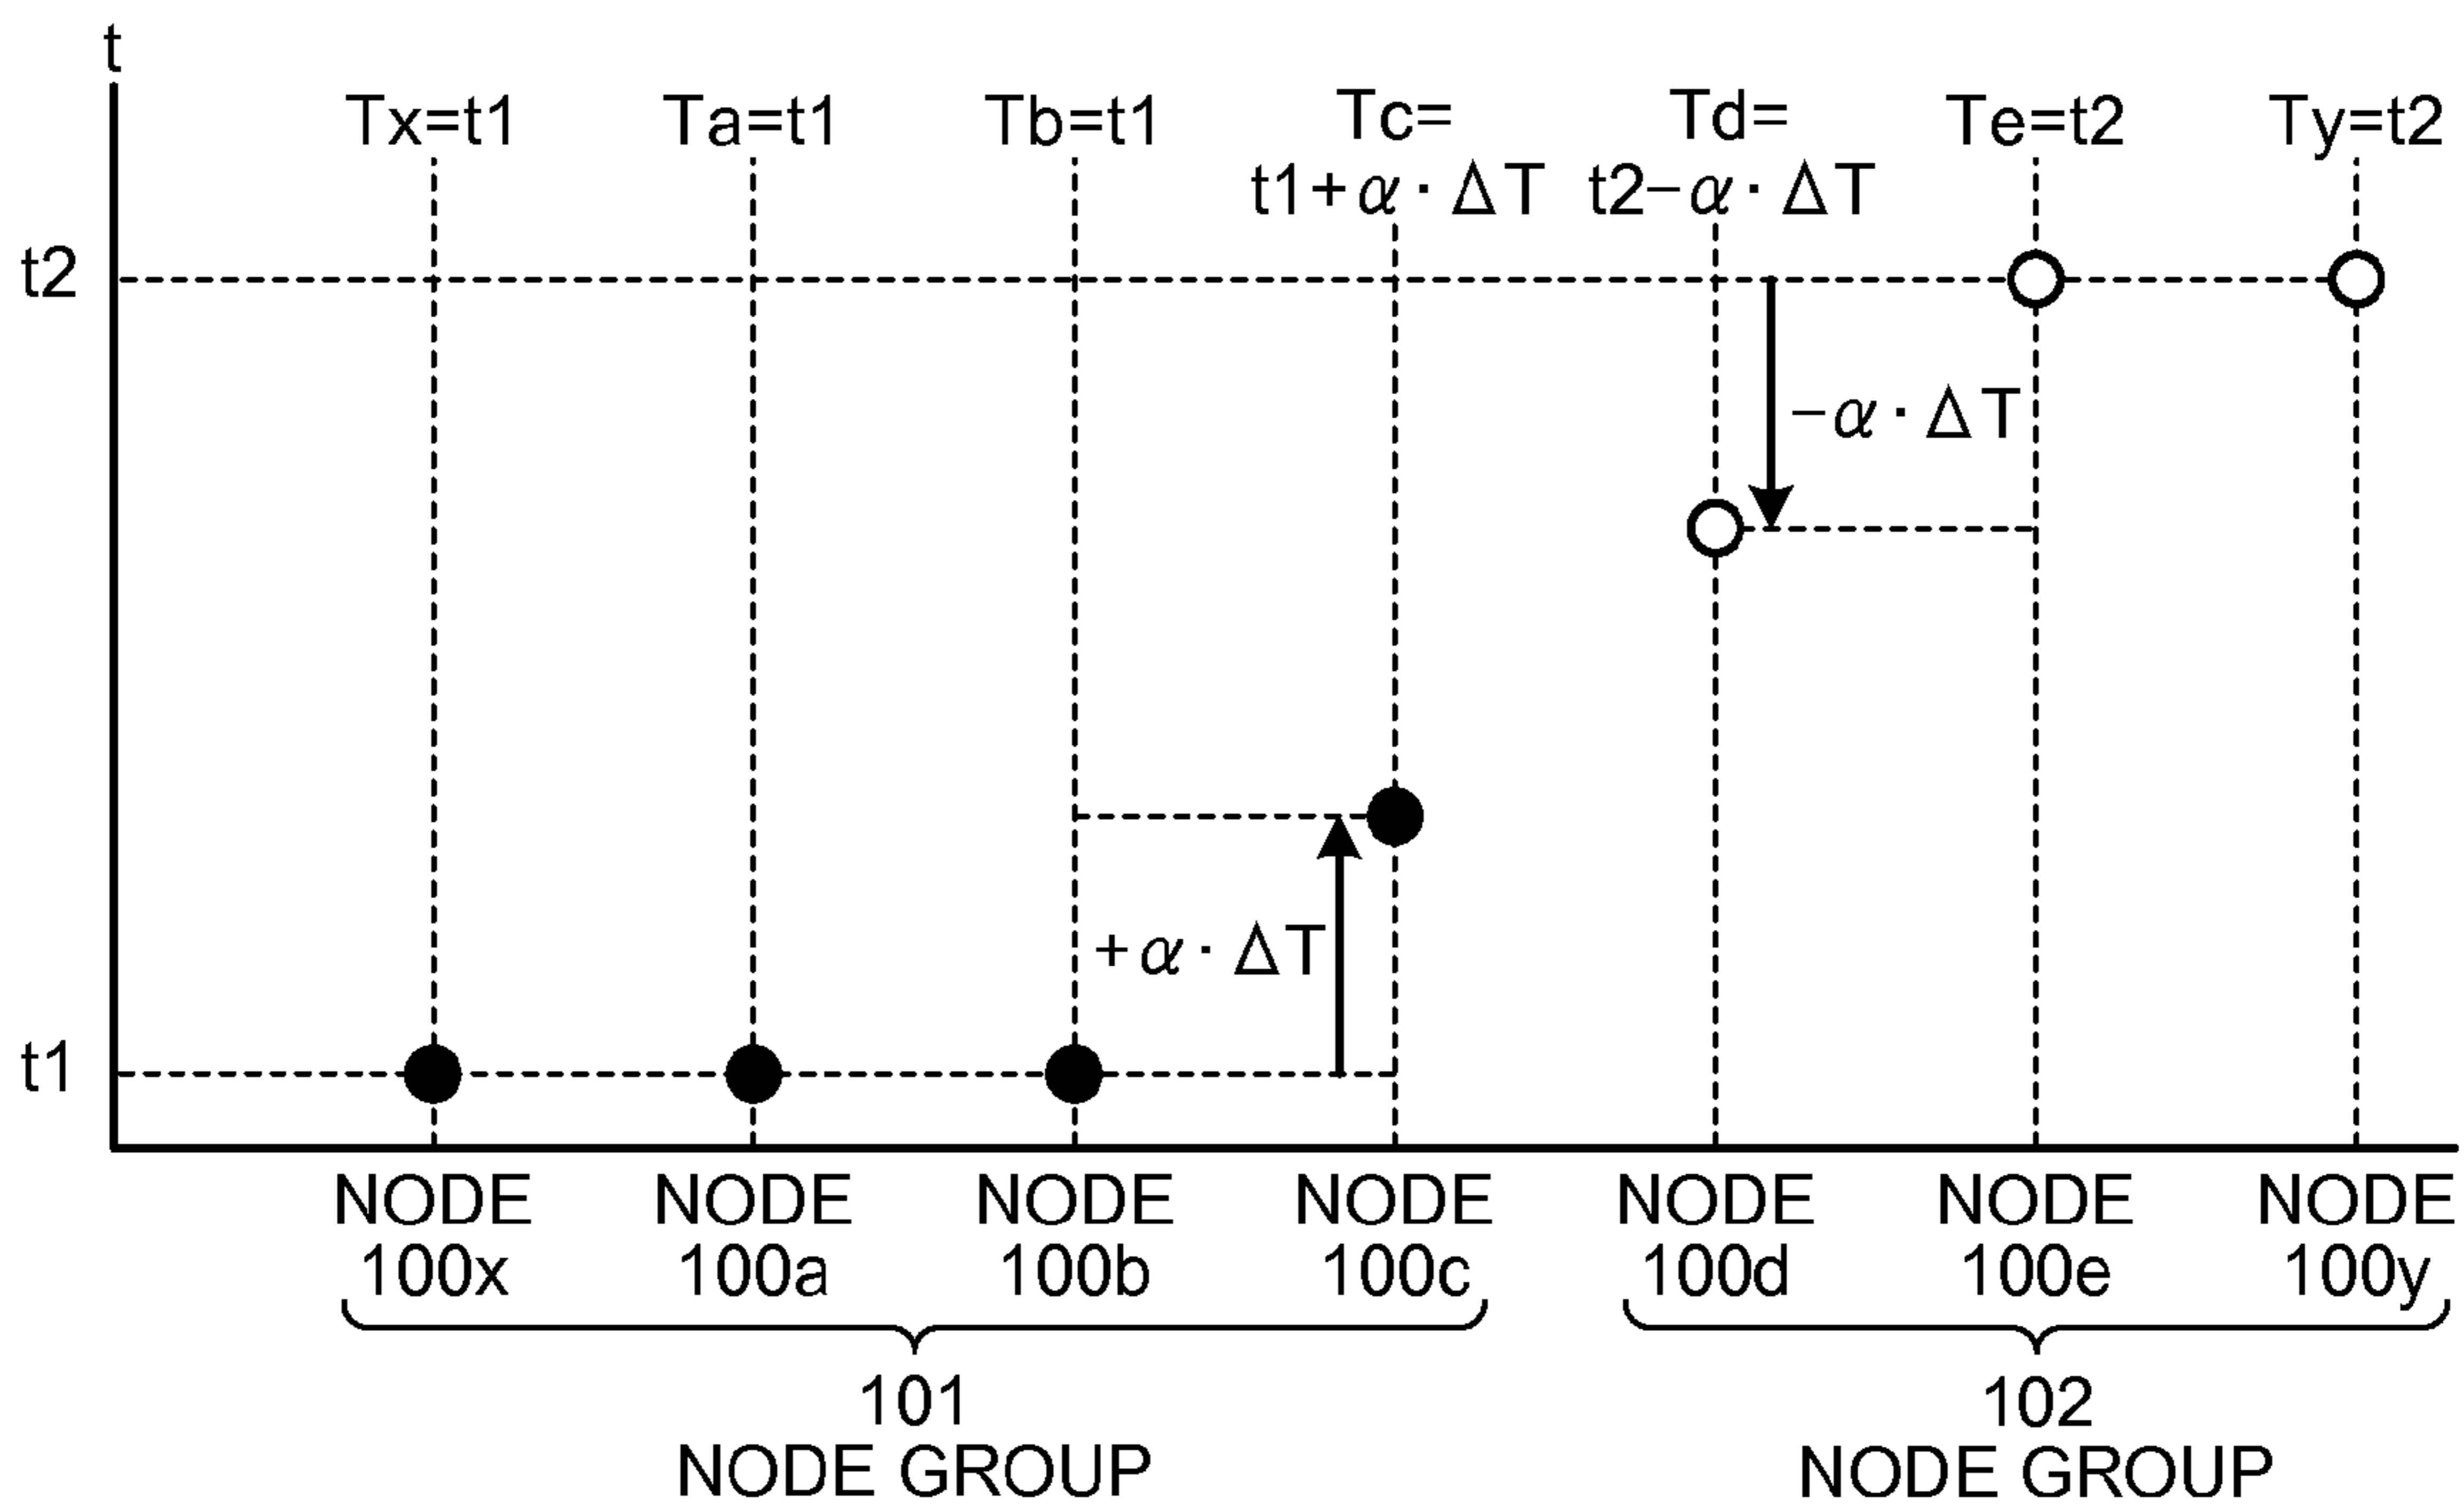 t
Tx=t1 Ta=t1 Tb=t1 Tc= Td= Te=t2 Ty=t2
t1+α·ΔT t2−α·ΔT
t2
−α·ΔT
+α·ΔT
t1
NODE NODE NODE NODE NODE NODE NODE
100x 100a 100b 100c 100d 100e 100y
101 102
NODE GROUP NODE GROUP